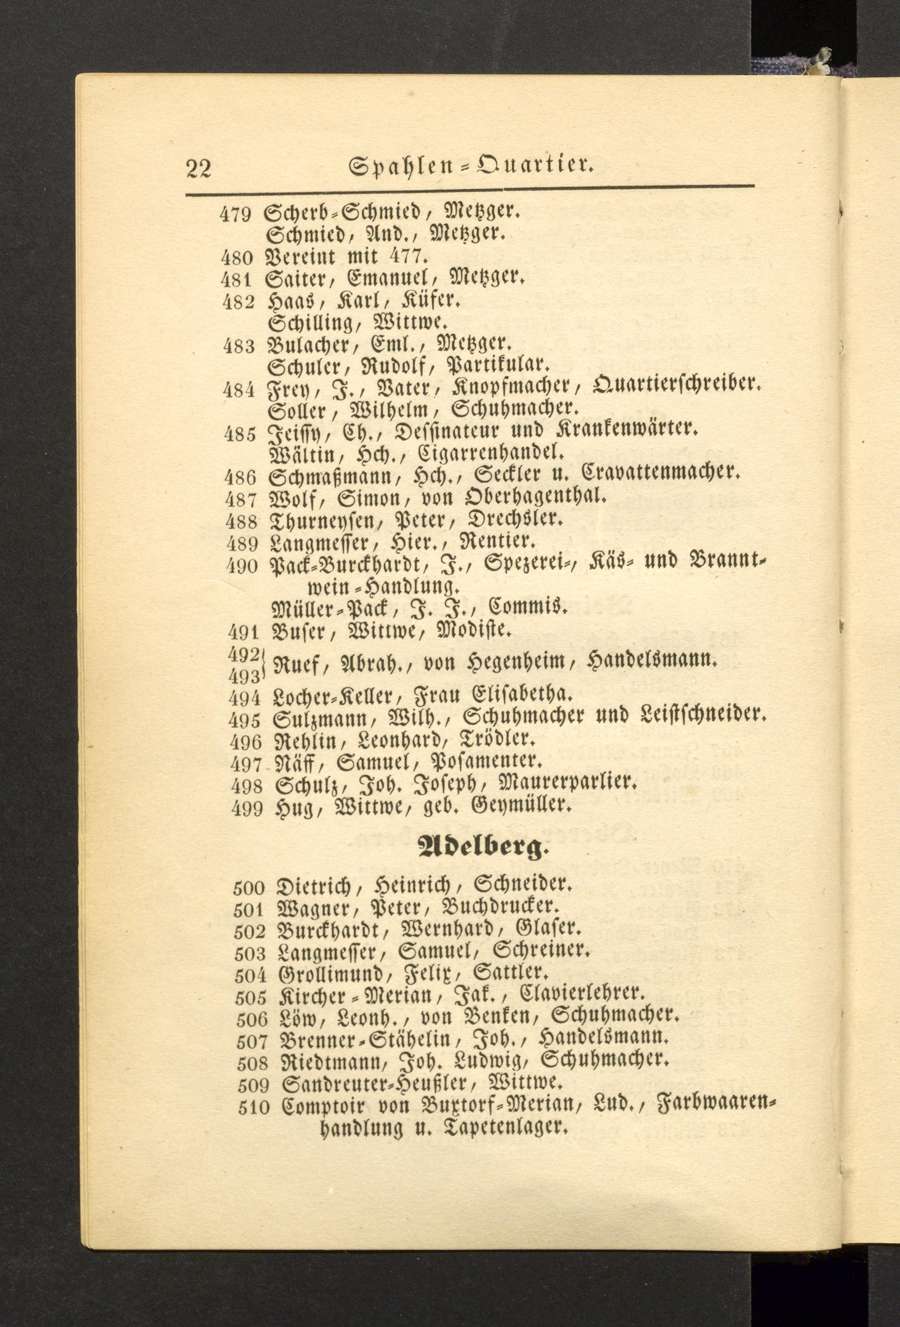 22 Spahlen-Quartier.
479 Scherb-Schmied, Metzger.
Schmied, And., Metzger.
480 Vereint mit 477.
481 Saiter, Emanuel, Metzger.
482 Haas, Karl, Küfer.
Schilling, Wittwe.
483 Bulacher, Eml., Metzger.
Schuler, Rudolf, Partikular.
484 Frey, J., Vater, Knopfmacher, Quartierschreiber.
Soller, Wilhelm, Schuhmacher.
485 Jeissy, Ch., Dessinateur und Krankenwärter.
Wältin, Hch., Cigarrenhandel.
486 Schmaßmann, Hch., Seckler u. Cravattenmacher.
487 Wolf, Simon, von Oberhagenthal.
488 Thurneysen, Peter, Drechsler.
489 Langmesser, Hier., Rentier.
490 Pack-Burckhardt, J., Spezerei-, Käs- und Brannt-
wein-Handlung.
Müller-Pack, J. J., Commis.
491 Buser, Wittwe, Modiste.
492
493} Ruef, Abrah., von Hegenheim, Handelsmann.
494 Locher-Keller, Frau Elisabetha.
495 Sulzmann, Wilh., Schuhmacher und Leistschneider.
496 Rehlin, Leonhard, Trödler.
497 Näff, Samuel, Posamenter.
498 Schulz, Joh. Joseph, Maurerparlier.
499 Hug, Wittwe, geb. Geymüller.
Adelberg.
500 Dietrich, Heinrich, Schneider.
501 Wagner, Peter, Buchdrucker.
502 Burckhardt, Wernhard, Glaser.
503 Langmesser, Samuel, Schreiner.
504 Grollimund, Felix, Sattler.
505 Kircher-Merian, Jak., Clavierlehrer.
506 Löw, Leonh., von Benken, Schuhmacher.
507 Brenner-Stähelin, Joh., Handelsmann.
508 Riedtmann, Joh. Ludwig, Schuhmacher.
509 Sandreuter-Heußler, Wittwe.
510 Comptoir von Buxtorf-Merian, Lud., Farbwaaren-
handlung u. Tapetenlager.